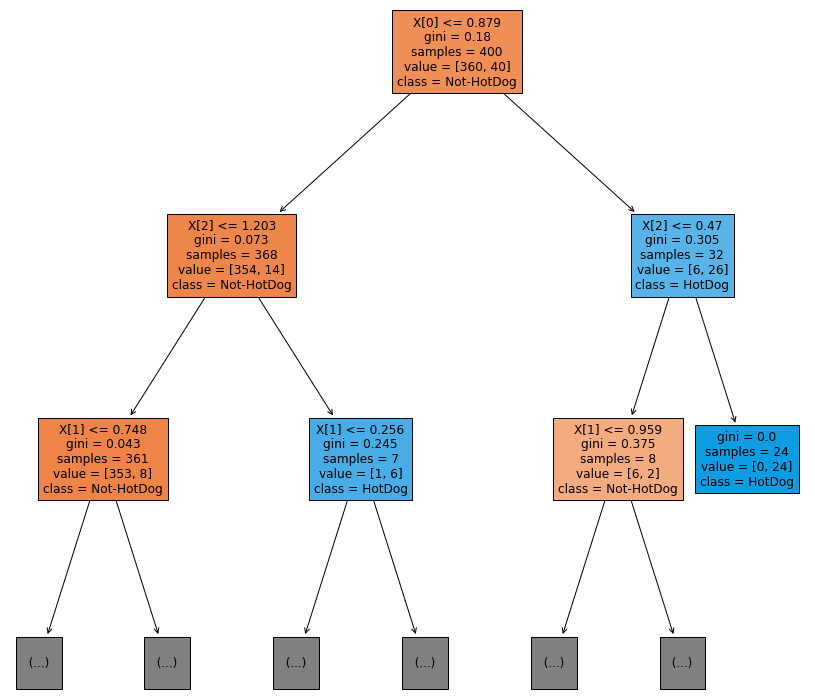 X[0] <= 0.879
gini = 0.18
samples = 400
value = [360, 40]
class = Not-HotDog
X[2] <= 1.203
gini = 0.073
samples = 368
value = [354, 14]
class = Not-HotDog
X[2] <= 0.47
gini = 0.305
samples = 32
value = [6, 26]
class = HotDog
X[1] <= 0.748
gini = 0.043
samples = 361
value = [353, 8]
class = Not-HotDog
X[1] <= 0.256
gini = 0.245
samples = 7
value = [1, 6]
class = HotDog
X[1] <= 0.959
gini = 0.375
samples = 8
value = [6, 2]
class = Not-HotDog
gini = 0.0
samples = 24
value = [0, 24]
class = HotDog
(...)
(...)
(...)
(...)
(...)
(...)